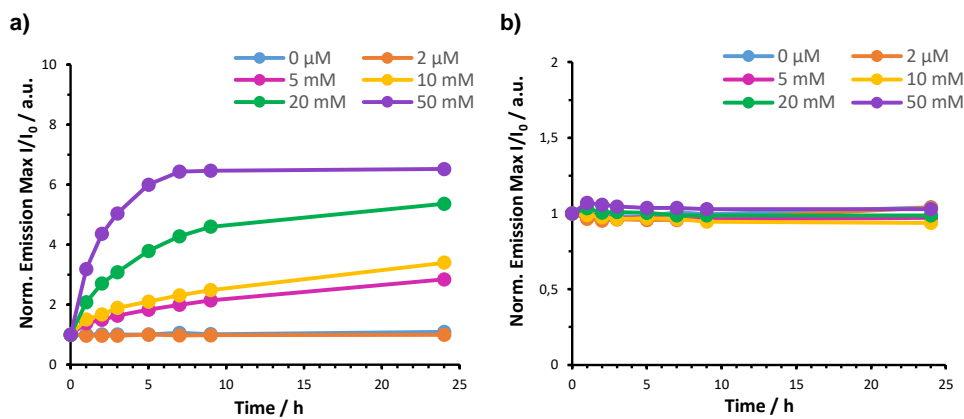 a)
0 µM 2 µM
5 mM 10 mM
20 mM 50 mM
Norm. Emission Max I/I₀ / a.u.
10
8
6
4
2
0
0 5 10 15 20 25
Time / h
b)
0 µM 2 µM
5 mM 10 mM
20 mM 50 mM
Norm. Emission Max I/I₀ / a.u.
2
1,5
1
0,5
0
0 5 10 15 20 25
Time / h